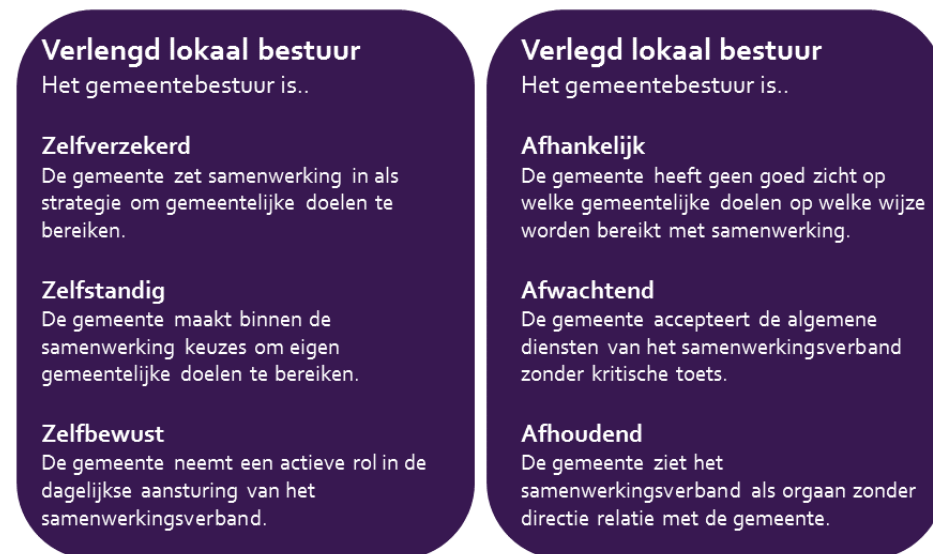 Verlengd lokaal bestuur
Het gemeentebestuur is..
Zelfverzekerd
De gemeente zet samenwerking in als
strategie om gemeentelijke doelen te
bereiken.
Zelfstandig
De gemeente maakt binnen de
samenwerking keuzes om eigen
gemeentelijke doelen te bereiken.
Zelfbewust
De gemeente neemt een actieve rol in de
dagelijkse aansturing van het
samenwerkingsverband.
Verlegd lokaal bestuur
Het gemeentebestuur is..
Afhankelijk
De gemeente heeft geen goed zicht op
welke gemeentelijke doelen op welke wijze
worden bereikt met samenwerking.
Afwachtend
De gemeente accepteert de algemene
diensten van het samenwerkingsverband
zonder kritische toets.
Afhoudend
De gemeente ziet het
samenwerkingsverband als orgaan zonder
directie relatie met de gemeente.